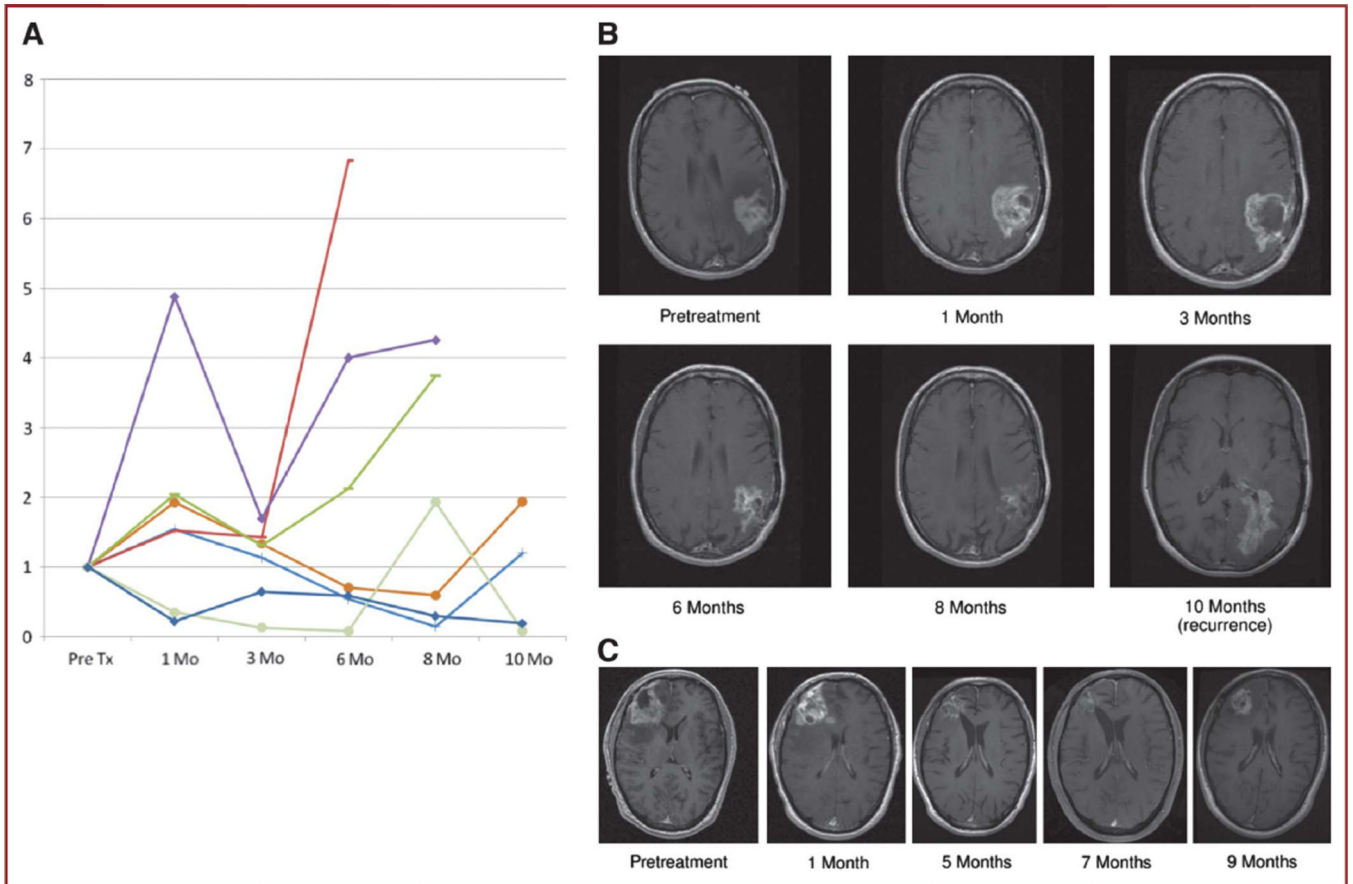 A
8
7
6
5
4
3
2
1
0
Pre Tx 1 Mo 3 Mo 6 Mo 8 Mo 10 Mo
B
Pretreatment 1 Month 3 Months
6 Months 8 Months 10 Months
(recurrence)
C
Pretreatment 1 Month 5 Months 7 Months 9 Months